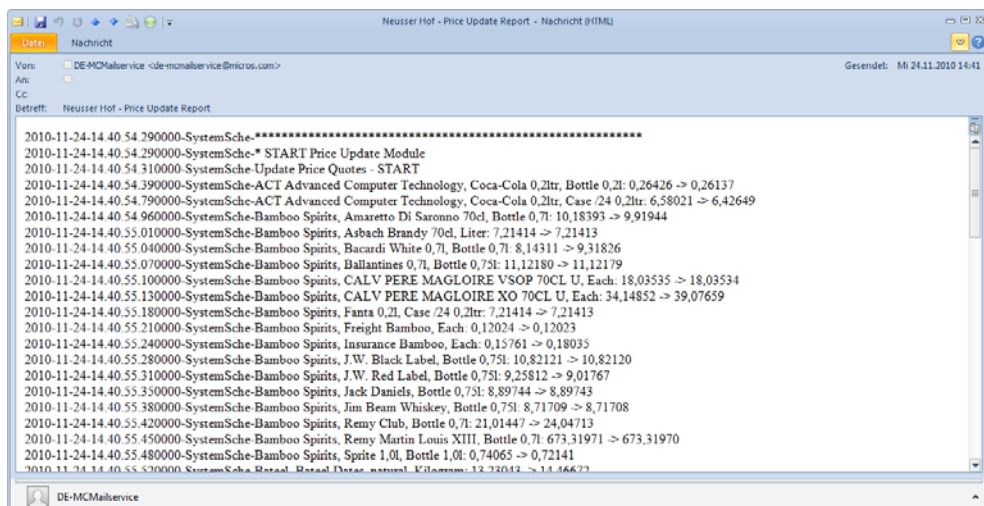 Neusser Hof - Price Update Report - Nachricht (HTML)
Datei Nachricht
Von: DE-MCMailservice <de-mcmailservice@micros.com> Gesendet: Mi 24.11.2010 14:41
An:
Cc:
Betreff: Neusser Hof - Price Update Report
2010-11-24-14.40.54.290000-SystemSche-************************************************************
2010-11-24-14.40.54.290000-SystemSche-* START Price Update Module
2010-11-24-14.40.54.310000-SystemSche-Update Price Quotes - START
2010-11-24-14.40.54.390000-SystemSche-ACT Advanced Computer Technology, Coca-Cola 0,2ltr, Bottle 0,2l: 0,26426 -> 0,26137
2010-11-24-14.40.54.790000-SystemSche-ACT Advanced Computer Technology, Coca-Cola 0,2ltr, Case /24 0,2ltr: 6,58021 -> 6,42649
2010-11-24-14.40.54.960000-SystemSche-Bamboo Spirits, Amaretto Di Saronno 70cl, Bottle 0,7l: 10,18393 -> 9,91944
2010-11-24-14.40.55.010000-SystemSche-Bamboo Spirits, Asbach Brandy 70cl, Liter: 7,21414 -> 7,21413
2010-11-24-14.40.55.040000-SystemSche-Bamboo Spirits, Bacardi White 0,7l, Bottle 0,7l: 8,14311 -> 9,31826
2010-11-24-14.40.55.070000-SystemSche-Bamboo Spirits, Ballantines 0,7l, Bottle 0,75l: 11,12180 -> 11,12179
2010-11-24-14.40.55.100000-SystemSche-Bamboo Spirits, CALV PERE MAGLOIRE VSOP 70CL U, Each: 18,03535 -> 18,03534
2010-11-24-14.40.55.130000-SystemSche-Bamboo Spirits, CALV PERE MAGLOIRE XO 70CL U, Each: 34,14852 -> 39,07659
2010-11-24-14.40.55.180000-SystemSche-Bamboo Spirits, Fanta 0,2l, Case /24 0,2ltr: 7,21414 -> 7,21413
2010-11-24-14.40.55.210000-SystemSche-Bamboo Spirits, Freight Bamboo, Each: 0,12024 -> 0,12023
2010-11-24-14.40.55.240000-SystemSche-Bamboo Spirits, Insurance Bamboo, Each: 0,15761 -> 0,18035
2010-11-24-14.40.55.280000-SystemSche-Bamboo Spirits, J.W. Black Label, Bottle 0,75l: 10,82121 -> 10,82120
2010-11-24-14.40.55.310000-SystemSche-Bamboo Spirits, J.W. Red Label, Bottle 0,75l: 9,25812 -> 9,01767
2010-11-24-14.40.55.350000-SystemSche-Bamboo Spirits, Jack Daniels, Bottle 0,75l: 8,89744 -> 8,89743
2010-11-24-14.40.55.380000-SystemSche-Bamboo Spirits, Jim Beam Whiskey, Bottle 0,75l: 8,71709 -> 8,71708
2010-11-24-14.40.55.420000-SystemSche-Bamboo Spirits, Remy Club, Bottle 0,7l: 21,01447 -> 24,04713
2010-11-24-14.40.55.450000-SystemSche-Bamboo Spirits, Remy Martin Louis XIII, Bottle 0,7l: 673,31971 -> 673,31970
2010-11-24-14.40.55.480000-SystemSche-Bamboo Spirits, Sprite 1,0l, Bottle 1,0l: 0,74065 -> 0,72141
2010-11-24-14.40.55.520000-SystemSche-Bateel, Bateel Dates, natural, Kilogram: 13,23043 -> 14,46672
DE-MCMailservice